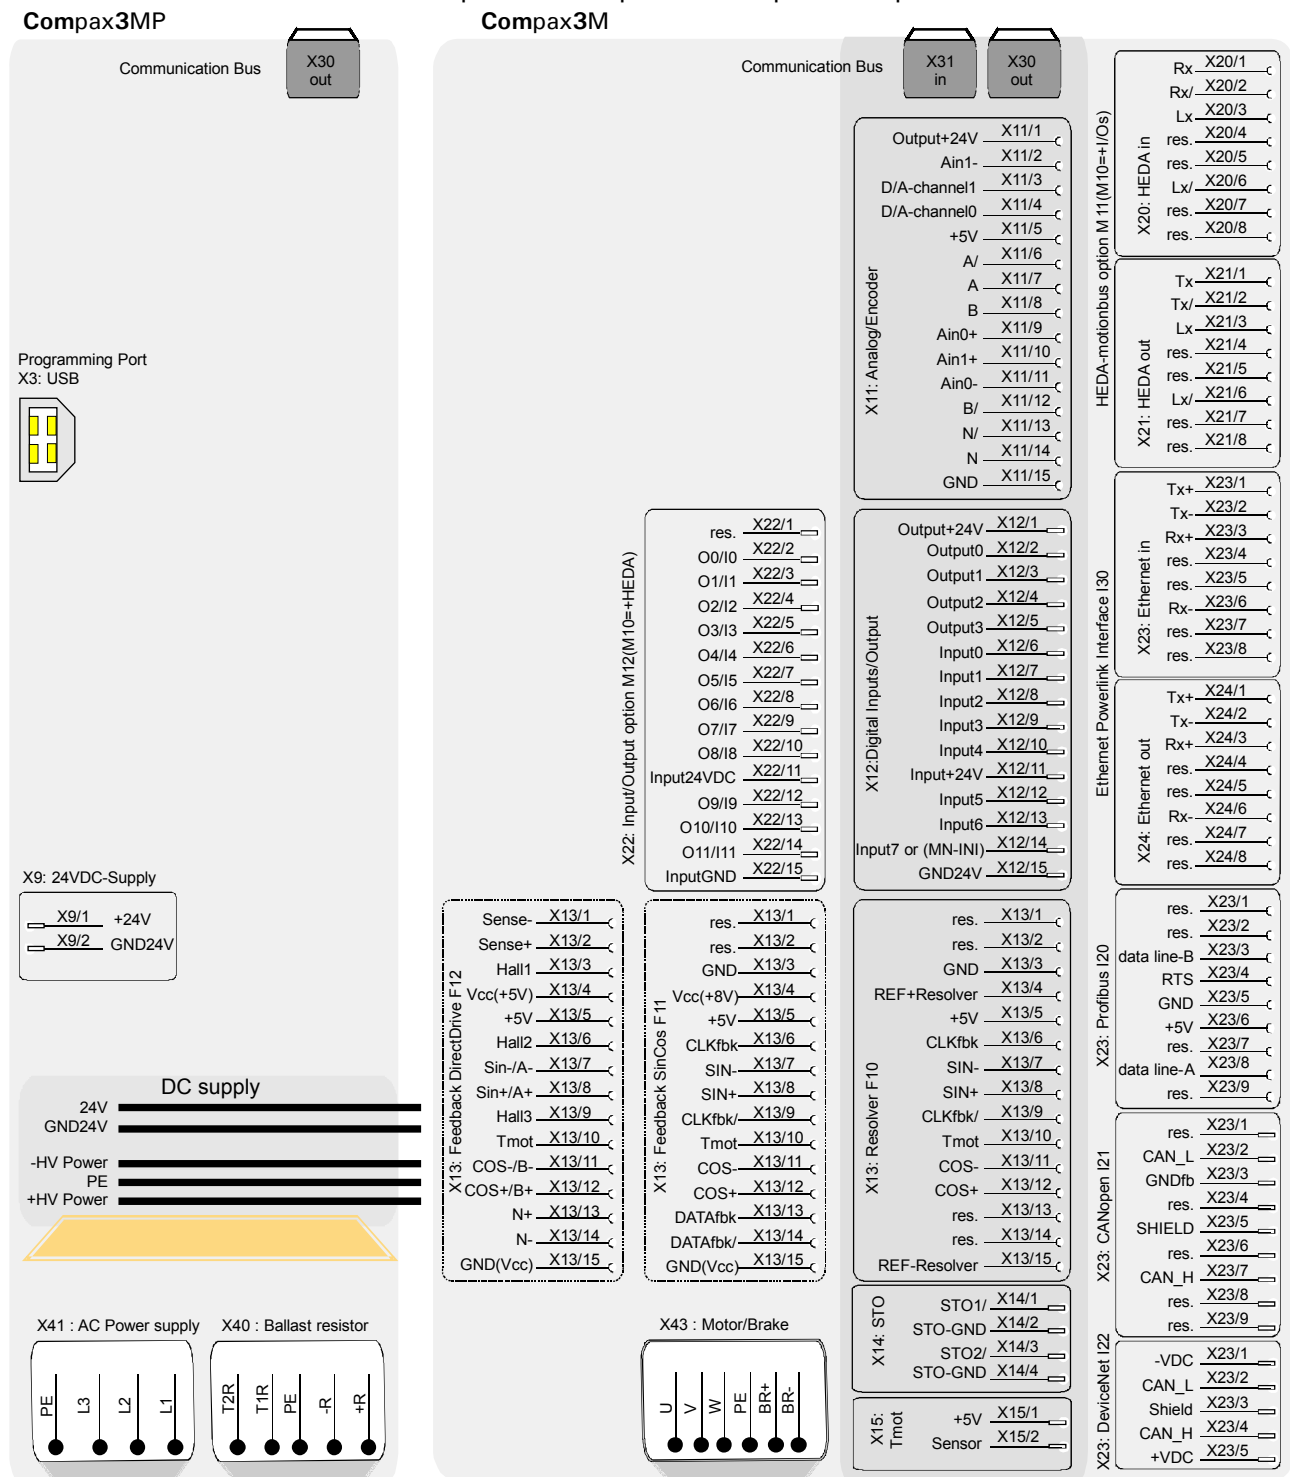 Compax3MP
Communication Bus
X30
out
Programming Port
X3: USB
X9: 24VDC-Supply
X9/1 +24V
X9/2 GND24V
DC supply
24V
GND24V
-HV Power
PE
+HV Power
X41 : AC Power supply
PE
L3
L2
L1
X40 : Ballast resistor
T2R
T1R
PE
-R
+R
Compax3M
Communication Bus
X31
in
X30
out
X11: Analog/Encoder
Output+24V X11/1
Ain1- X11/2
D/A-channel1 X11/3
D/A-channel0 X11/4
+5V X11/5
A/ X11/6
A X11/7
B X11/8
Ain0+ X11/9
Ain1+ X11/10
Ain0- X11/11
B/ X11/12
N/ X11/13
N X11/14
GND X11/15
X22: Input/Output option M12(M10=+HEDA)
res. X22/1
O0/I0 X22/2
O1/I1 X22/3
O2/I2 X22/4
O3/I3 X22/5
O4/I4 X22/6
O5/I5 X22/7
O6/I6 X22/8
O7/I7 X22/9
O8/I8 X22/10
Input24VDC X22/11
O9/I9 X22/12
O10/I10 X22/13
O11/I11 X22/14
InputGND X22/15
X12:Digital Inputs/Output
Output+24V X12/1
Output0 X12/2
Output1 X12/3
Output2 X12/4
Output3 X12/5
Input0 X12/6
Input1 X12/7
Input2 X12/8
Input3 X12/9
Input4 X12/10
Input+24V X12/11
Input5 X12/12
Input6 X12/13
Input7 or (MN-INI) X12/14
GND24V X12/15
X13: Feedback DirectDrive F12
Sense- X13/1
Sense+ X13/2
Hall1 X13/3
Vcc(+5V) X13/4
+5V X13/5
Hall2 X13/6
Sin-/A- X13/7
Sin+/A+ X13/8
Hall3 X13/9
Tmot X13/10
COS-/B- X13/11
COS+/B+ X13/12
N+ X13/13
N- X13/14
GND(Vcc) X13/15
X13: Feedback SinCos F11
res. X13/1
res. X13/2
GND X13/3
Vcc(+8V) X13/4
+5V X13/5
CLKfbk X13/6
SIN- X13/7
SIN+ X13/8
CLKfbk/ X13/9
Tmot X13/10
COS- X13/11
COS+ X13/12
DATAfbk X13/13
DATAfbk/ X13/14
GND(Vcc) X13/15
X13: Resolver F10
res. X13/1
res. X13/2
GND X13/3
REF+Resolver X13/4
+5V X13/5
CLKfbk X13/6
SIN- X13/7
SIN+ X13/8
CLKfbk/ X13/9
Tmot X13/10
COS- X13/11
COS+ X13/12
res. X13/13
res. X13/14
REF-Resolver X13/15
X43 : Motor/Brake
U
V
W
PE
BR+
BR-
X14: STO
STO1/ X14/1
STO-GND X14/2
STO2/ X14/3
STO-GND X14/4
X15:
Tmot
+5V X15/1
Sensor X15/2
HEDA-motionbus option M11(M10=+I/Os)
X20: HEDA in
Rx X20/1
Rx/ X20/2
Lx X20/3
res. X20/4
res. X20/5
Lx/ X20/6
res. X20/7
res. X20/8
X21: HEDA out
Tx X21/1
Tx/ X21/2
Lx X21/3
res. X21/4
res. X21/5
Lx/ X21/6
res. X21/7
res. X21/8
Ethernet Powerlink Interface I30
X23: Ethernet in
Tx+ X23/1
Tx- X23/2
Rx+ X23/3
res. X23/4
res. X23/5
Rx- X23/6
res. X23/7
res. X23/8
X24: Ethernet out
Tx+ X24/1
Tx- X24/2
Rx+ X24/3
res. X24/4
res. X24/5
Rx- X24/6
res. X24/7
res. X24/8
X23: Profibus I20
res. X23/1
res. X23/2
data line-B X23/3
RTS X23/4
GND X23/5
+5V X23/6
res. X23/7
data line-A X23/8
res. X23/9
X23: CANopen I21
res. X23/1
CAN_L X23/2
GNDfb X23/3
res. X23/4
SHIELD X23/5
res. X23/6
CAN_H X23/7
res. X23/8
res. X23/9
X23: DeviceNet I22
-VDC X23/1
CAN_L X23/2
Shield X23/3
CAN_H X23/4
+VDC X23/5